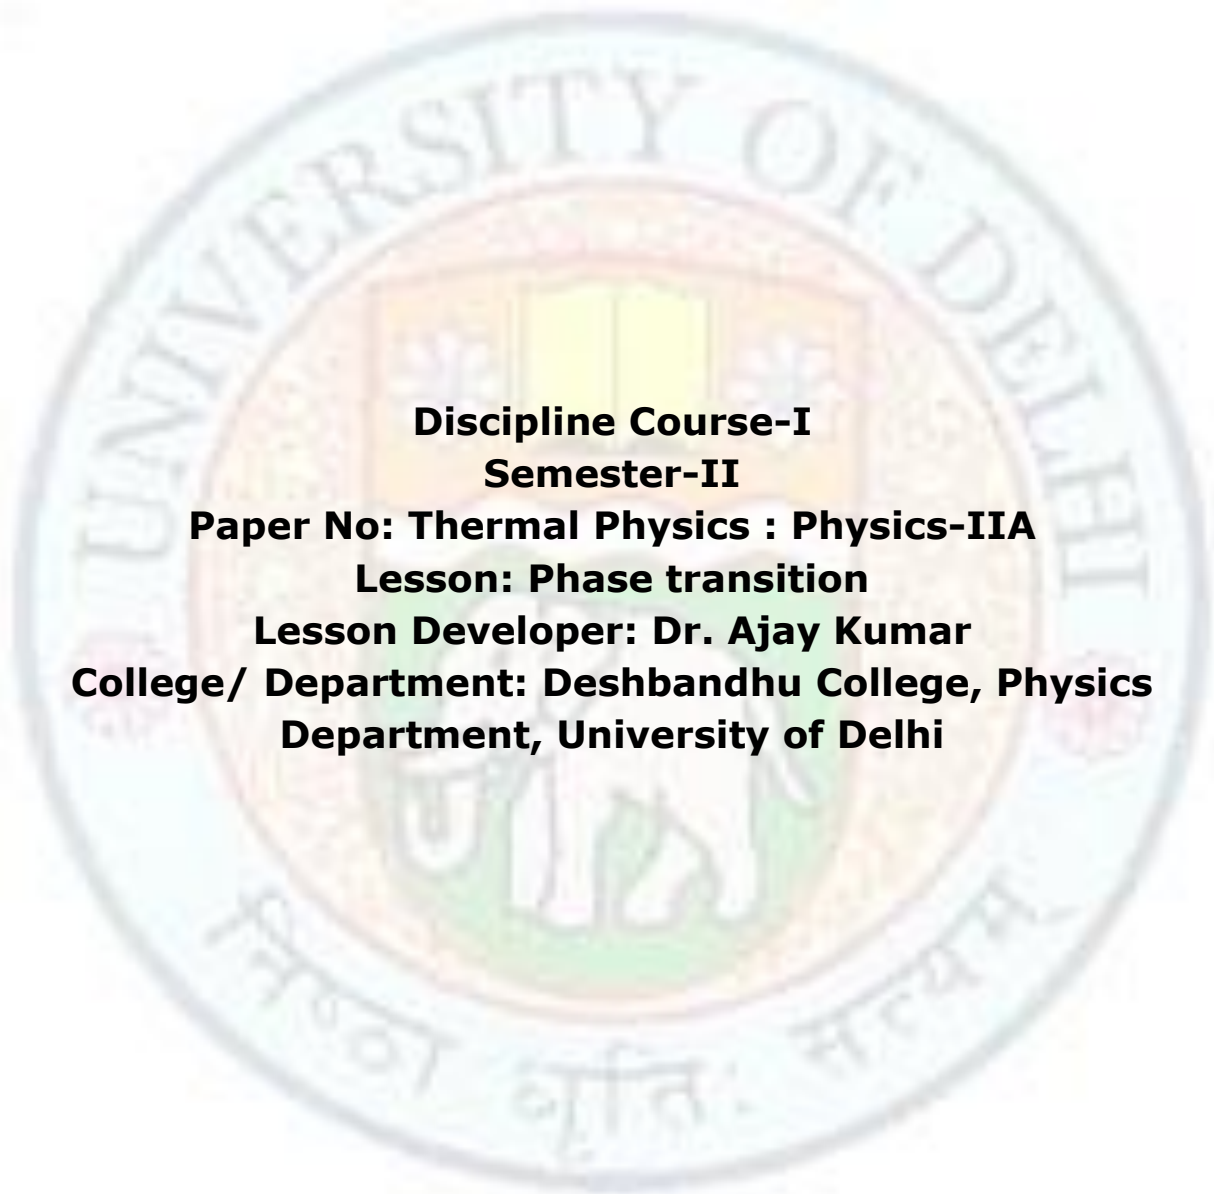 UNIVERSITY OF DELHI
Discipline Course-I
Semester-II
Paper No: Thermal Physics : Physics-IIA
Lesson: Phase transition
Lesson Developer: Dr. Ajay Kumar
College/ Department: Deshbandhu College, Physics
Department, University of Delhi